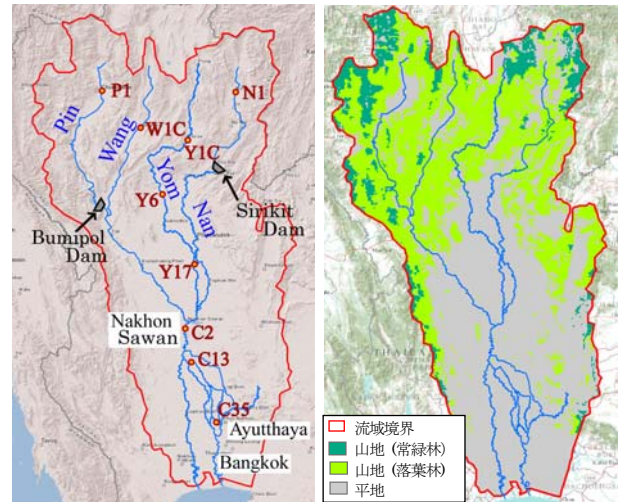 P1
N1
Pin
Wang
W1C
Y1C
Yom
Y6
Nan
Sirikit
Dam
Bumipol
Dam
Y17
Nakhon
Sawan
C2
C13
C35
Ayutthaya
Bangkok
流域境界
山地 (常緑林)
山地 (落葉林)
平地